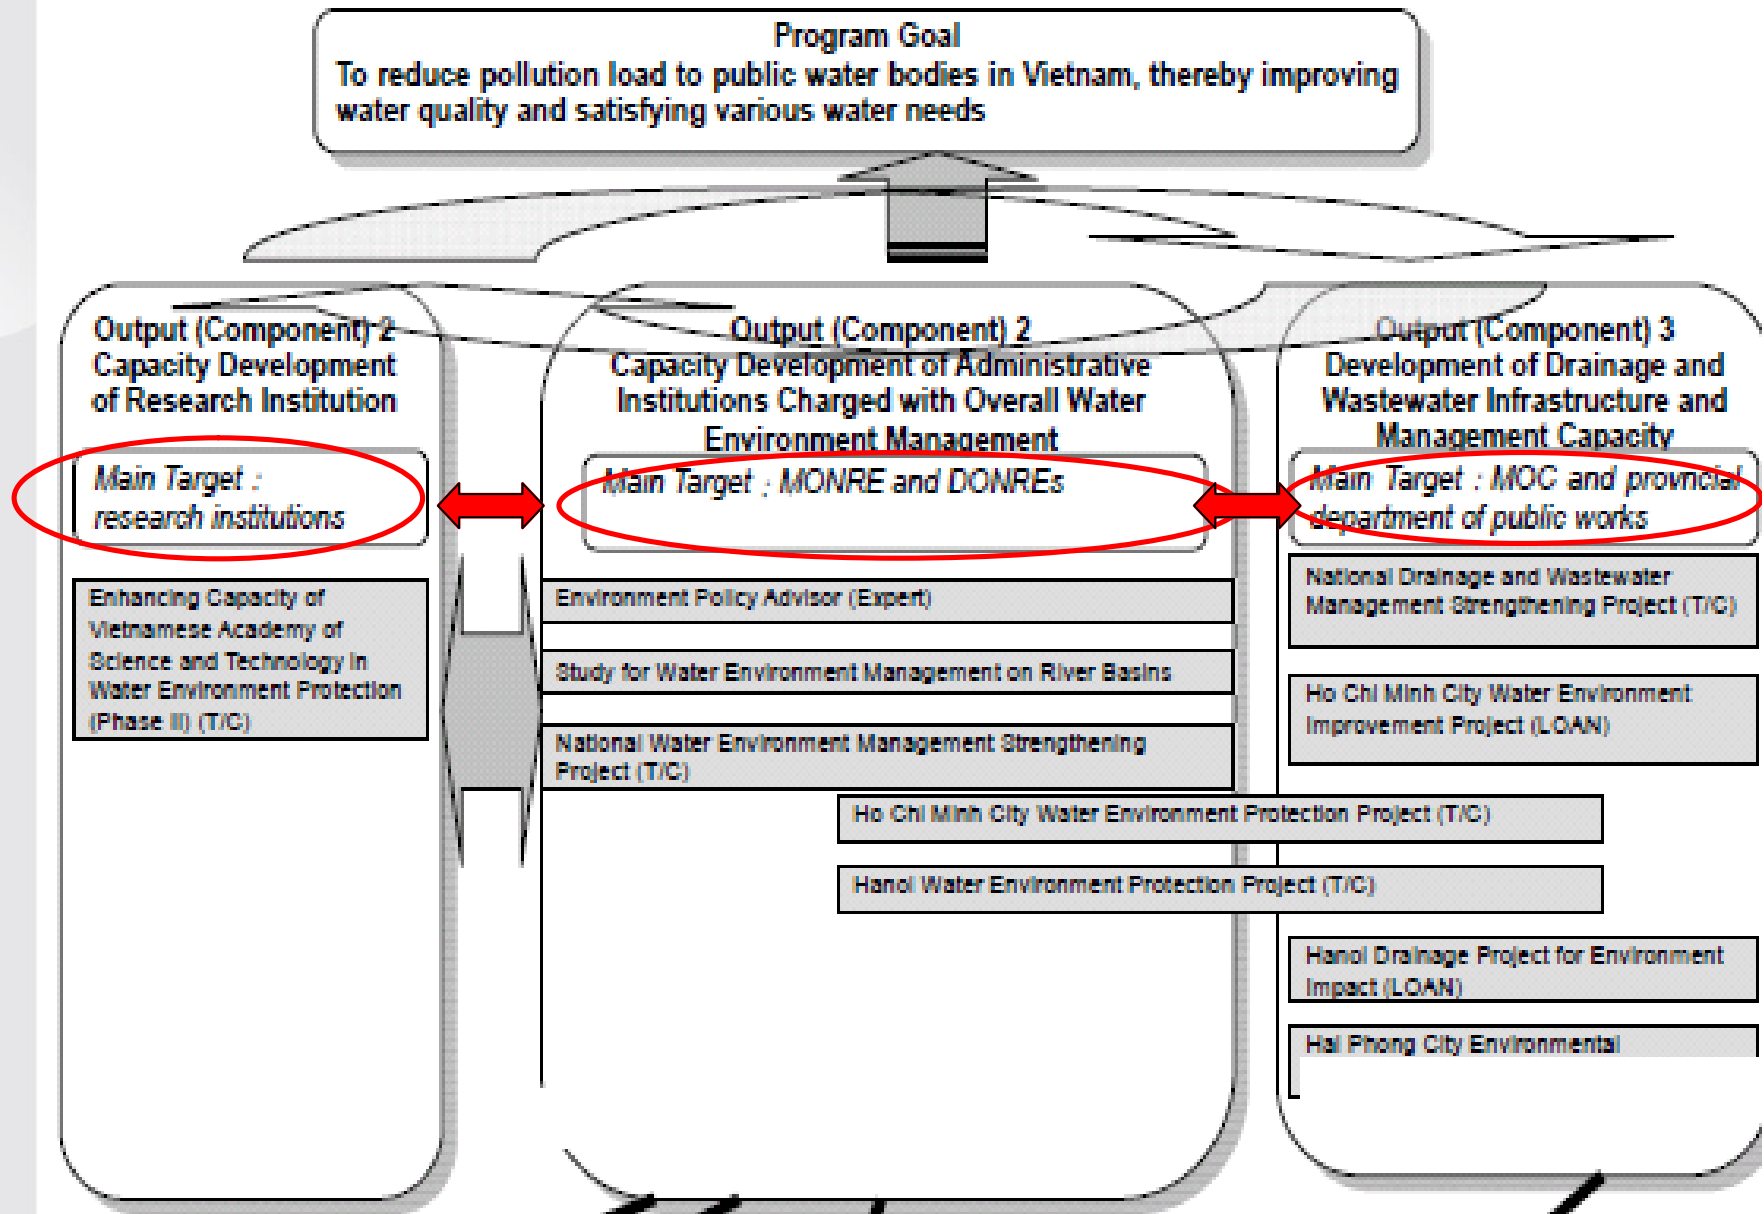 Program Goal
To reduce pollution load to public water bodies in Vietnam, thereby improving
water quality and satisfying various water needs
Output (Component) 2
Capacity Development
of Research Institution
Main Target :
research institutions
Enhancing Capacity of
Vietnamese Academy of
Science and Technology in
Water Environment Protection
(Phase II) (T/C)
Output (Component) 2
Capacity Development of Administrative
Institutions Charged with Overall Water
Environment Management
Main Target : MONRE and DONREs
Environment Policy Advisor (Expert)
Study for Water Environment Management on River Basins
National Water Environment Management Strengthening
Project (T/C)
Ho Chi Minh City Water Environment Protection Project (T/C)
Hanoi Water Environment Protection Project (T/C)
Output (Component) 3
Development of Drainage and
Wastewater Infrastructure and
Management Capacity
Main Target : MOC and provncial
department of public works
National Drainage and Wastewater
Management Strengthening Project (T/C)
Ho Chi Minh City Water Environment
Improvement Project (LOAN)
Hanoi Drainage Project for Environment
Impact (LOAN)
Hai Phong City Environmental